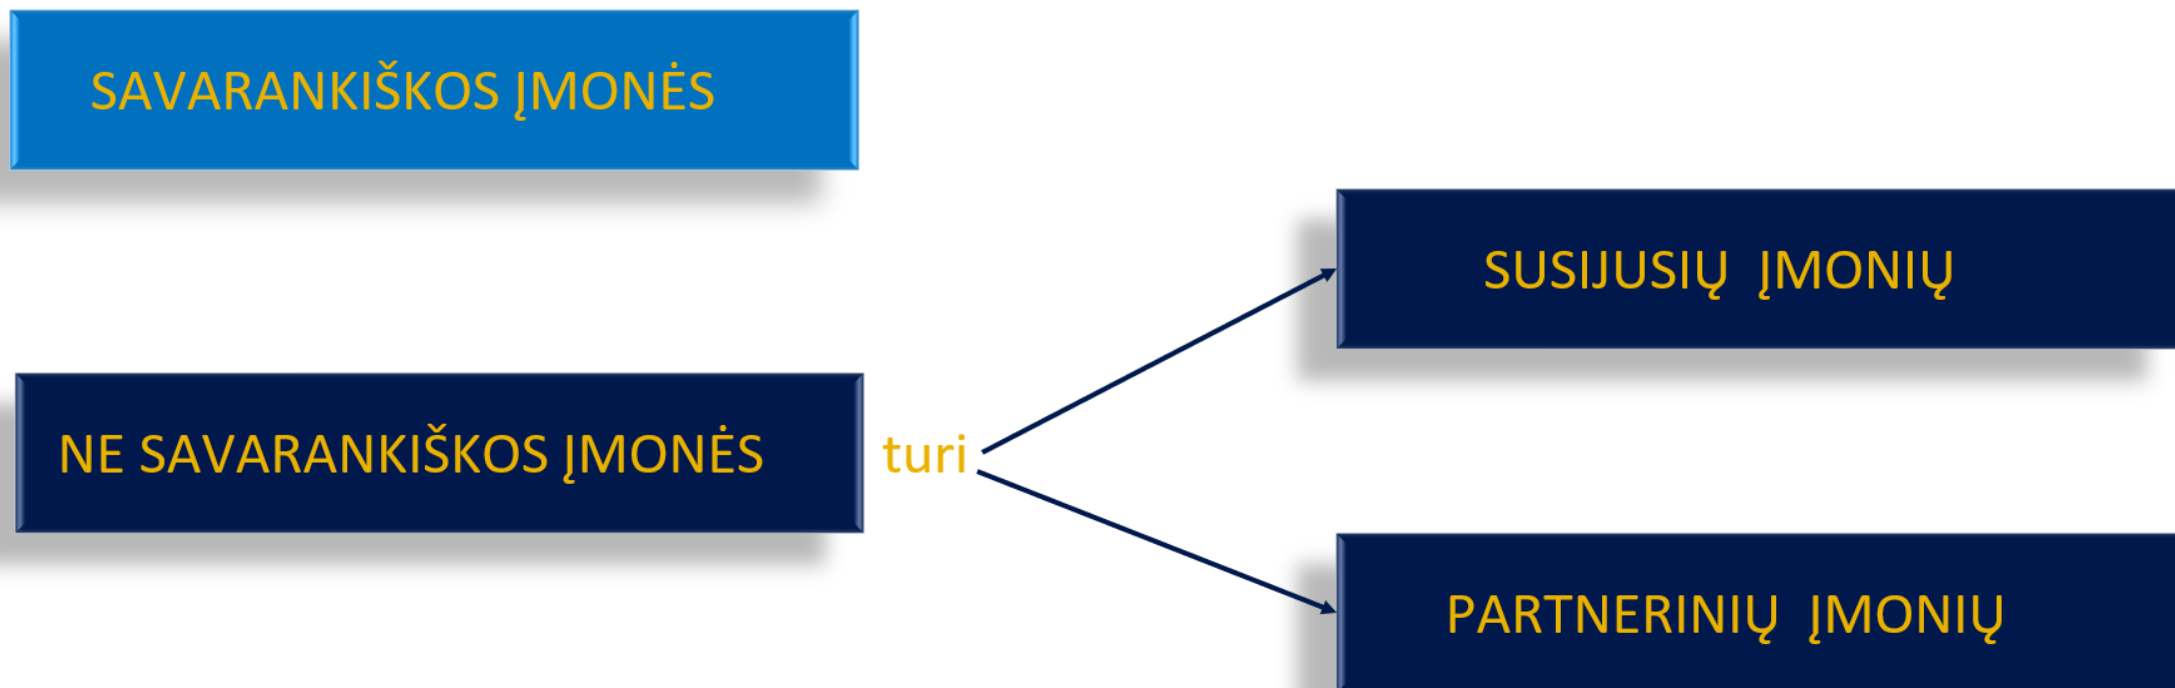 SAVARANKIŠKOS ĮMONĖS
SUSIJUSIŲ ĮMONIŲ
NE SAVARANKIŠKOS ĮMONĖS turi
PARTNERINIŲ ĮMONIŲ